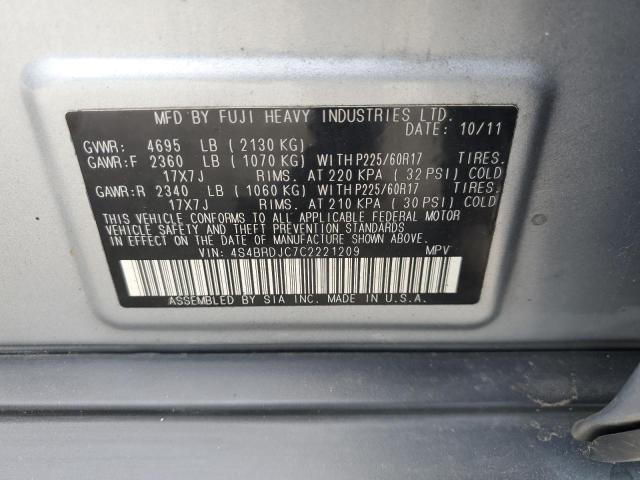 MFD BY FUJI HEAVY INDUSTRIES LTD.
DATE: 10/11
GVWR: 4695 LB (2130 KG)
GAWR:F 2360 LB (1070 KG) WITH P225/60R17 TIRES.
17X7J RIMS. AT 220 KPA (32 PSI) COLD
GAWR:R 2340 LB (1060 KG) WITH P225/60R17 TIRES.
17X7J RIMS. AT 210 KPA (30 PSI) COLD
THIS VEHICLE CONFORMS TO ALL APPLICABLE FEDERAL MOTOR
VEHICLE SAFETY AND THEFT PREVENTION STANDARDS
IN EFFECT ON THE DATE OF MANUFACTURE SHOWN ABOVE.
VIN: 4S4BRDJC7C2221209 MPV
ASSEMBLED BY SIA INC. MADE IN U.S.A.